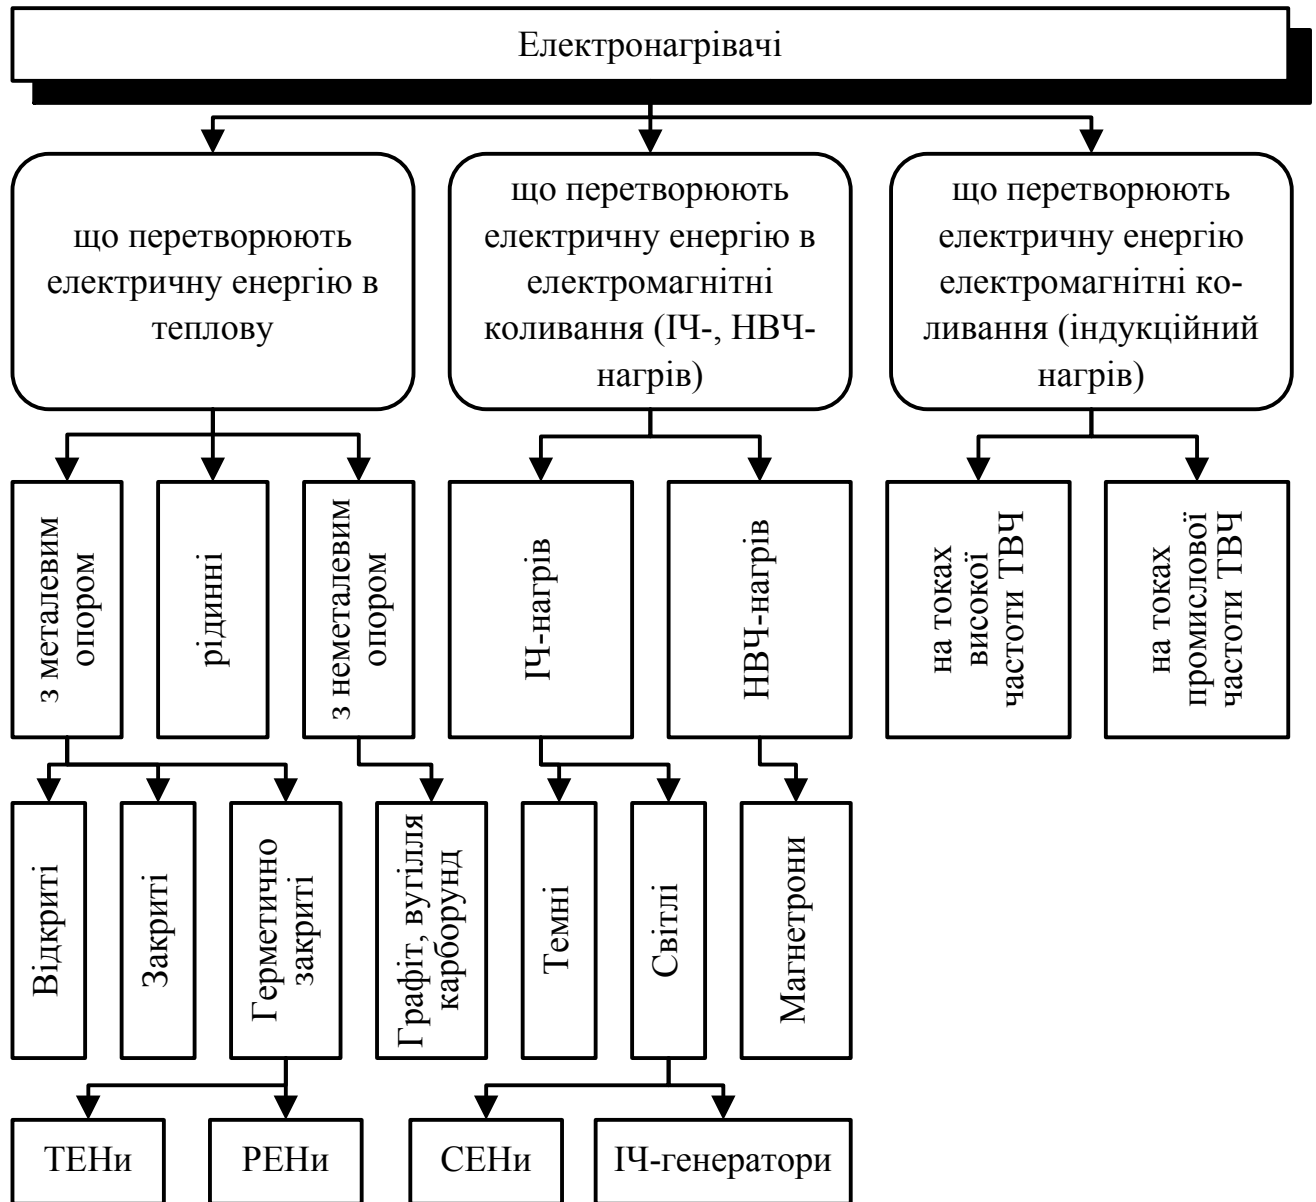 Електронагрівачі
що перетворюють
електричну енергію в
теплову
що перетворюють
електричну енергію в
електромагнітні
коливання (ІЧ-, НВЧ-
нагрів)
що перетворюють
електричну енергію
електромагнітні ко-
ливання (індукційний
нагрів)
з металевим
опором
рідинні
з неметалевим
опором
ІЧ-нагрів
НВЧ-нагрів
на токах
високої
частоти ТВЧ
на токах
промислової
частоти ТВЧ
Відкриті
Закриті
Герметично
закриті
Графіт, вугілля
карборунд
Темні
Світлі
Магнетрони
ТЕНи
РЕНи
СЕНи
ІЧ-генератори